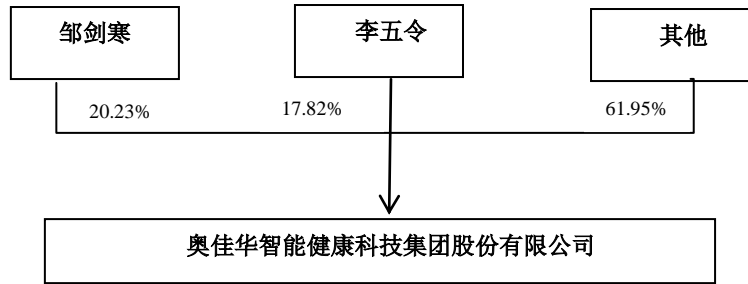 邹剑寒
李五令
其他
20.23%
17.82%
61.95%
奥佳华智能健康科技集团股份有限公司